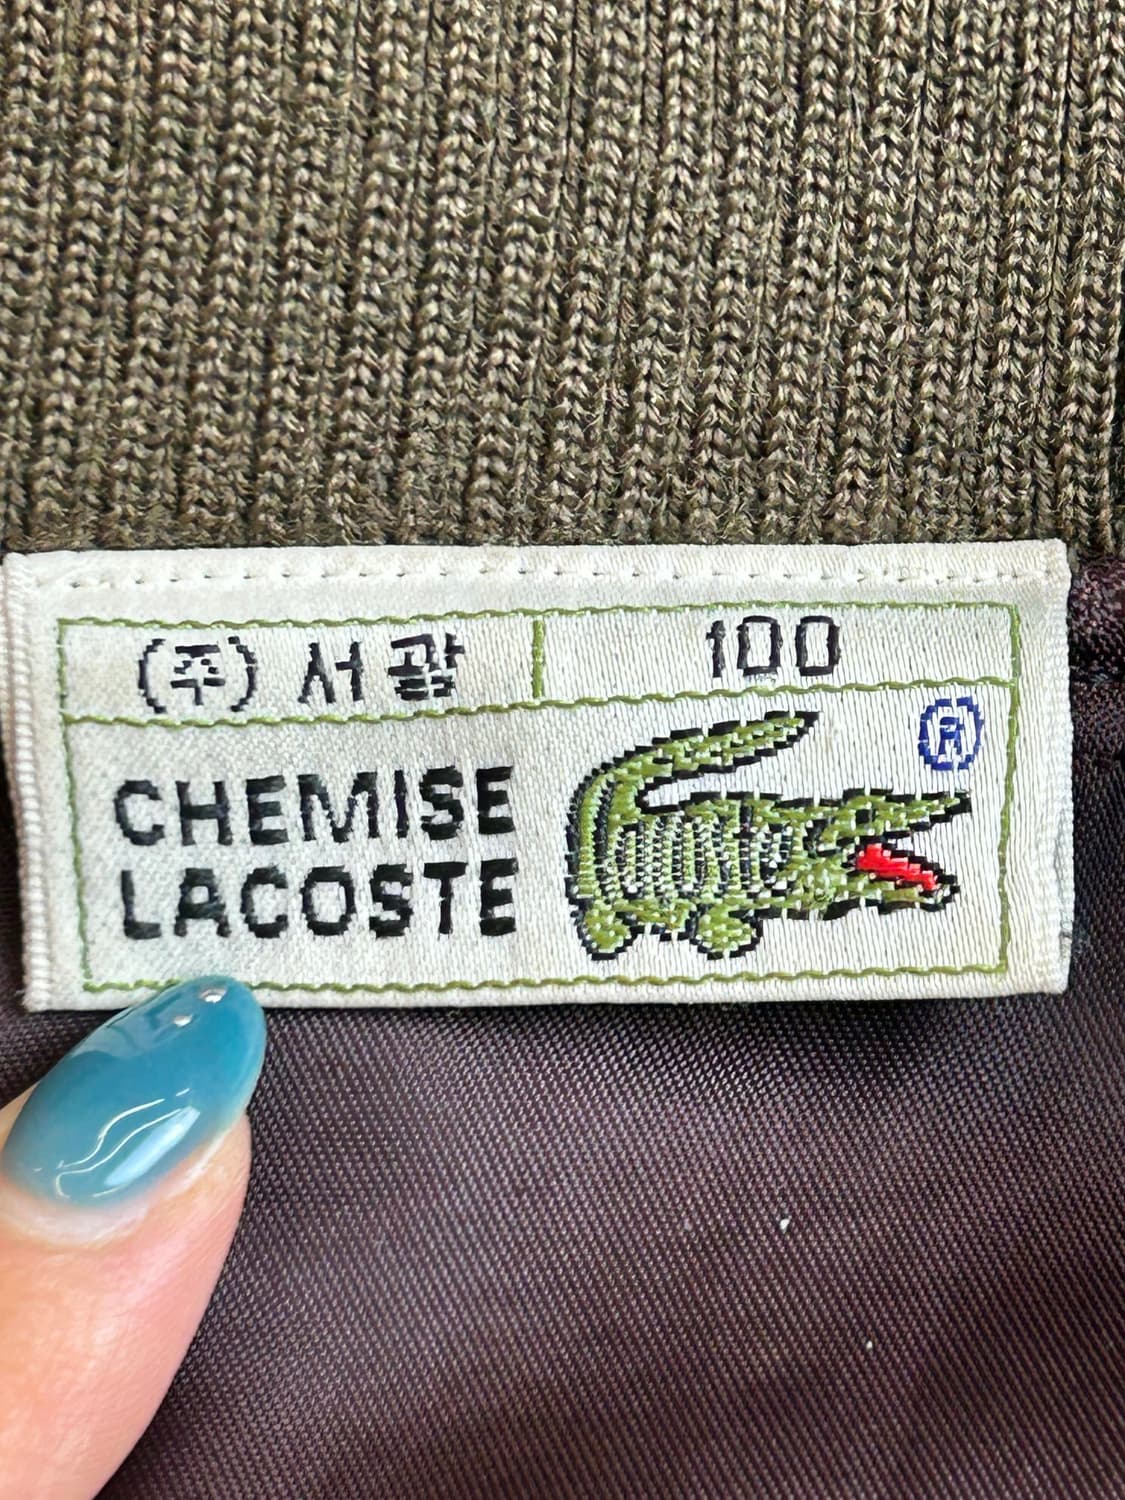 (주) 서광 100
®
CHEMISE
LACOSTE